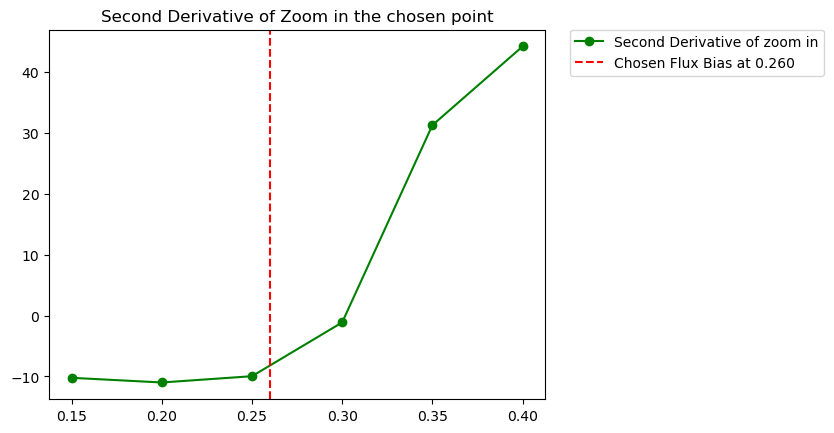 Second Derivative of Zoom in the chosen point
Second Derivative of zoom in
Chosen Flux Bias at 0.260
40
30
20
10
0
−10
0.15 0.20 0.25 0.30 0.35 0.40